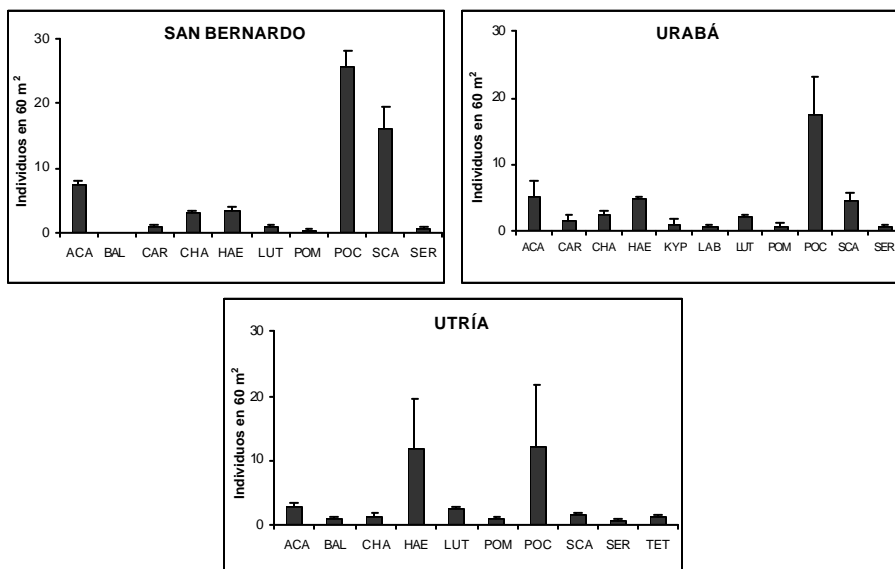 SAN BERNARDO
Individuos en 60 m²
30
20
10
0
ACA BAL CAR CHA HAE LUT POM POC SCA SER
URABÁ
Individuos en 60 m²
30
20
10
0
ACA CAR CHA HAE KYP LAB LUT POM POC SCA SER
UTRÍA
Individuos en 60 m²
30
20
10
0
ACA BAL CHA HAE LUT POM POC SCA SER TET